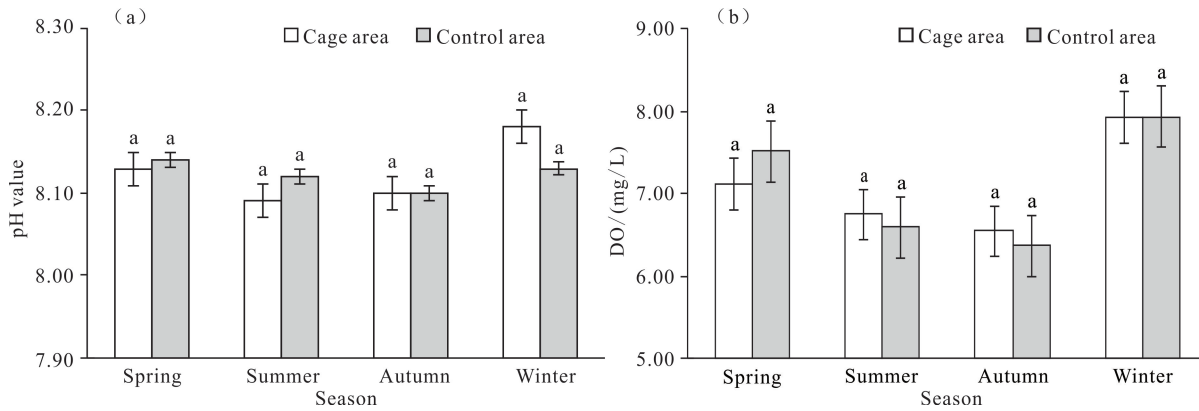 (a)
Cage area Control area
pH value
8.30
8.20
8.10
8.00
7.90
a a a a a a a a
Spring Summer Autumn Winter
Season
(b)
Cage area Control area
DO/(mg/L)
9.00
8.00
7.00
6.00
5.00
a a a a a a a a
Spring Summer Autumn Winter
Season